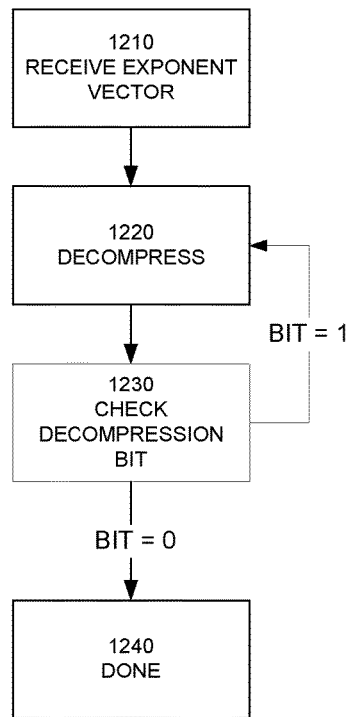 1210
RECEIVE EXPONENT
VECTOR
1220
DECOMPRESS
BIT = 1
1230
CHECK
DECOMPRESSION
BIT
BIT = 0
1240
DONE